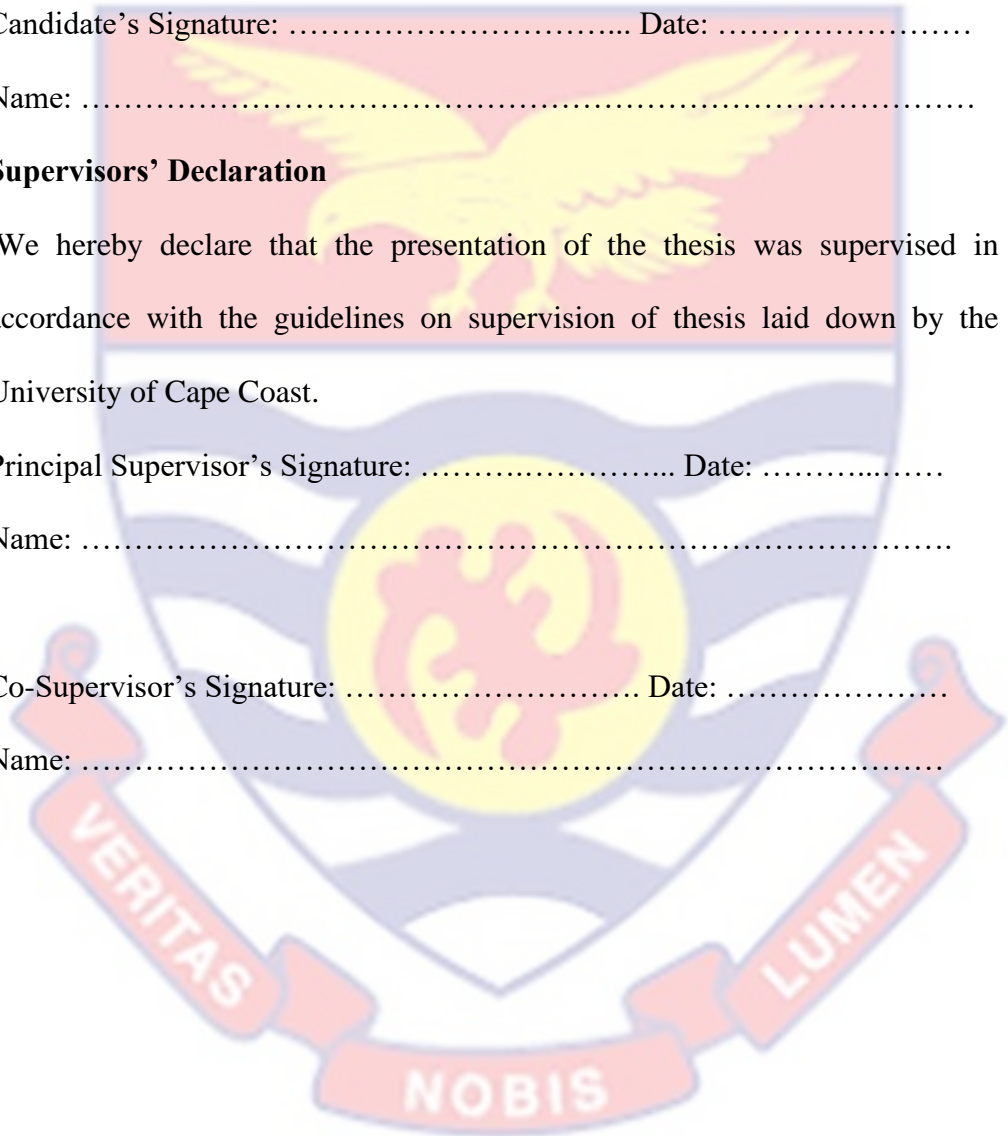 Candidate’s Signature: …………………………... Date: ……………………
Name: …………………………………………………………………………
Supervisors’ Declaration
We hereby declare that the presentation of the thesis was supervised in
accordance with the guidelines on supervision of thesis laid down by the
University of Cape Coast.
Principal Supervisor’s Signature: …………………... Date: ………...……
Name: ……………………………………………………………………….
Co-Supervisor’s Signature: ………………………. Date: …………………
Name: ………………………………………………………………………
VERITAS
NOBIS
LUMEN